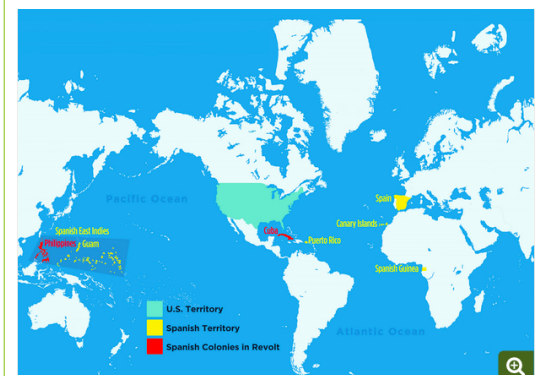 Pacific Ocean
Spanish East Indies
Philippines
Guam
Cuba
Puerto Rico
Spain
Canary Islands
Spanish Guinea
Atlantic Ocean
U.S. Territory
Spanish Territory
Spanish Colonies In Revolt